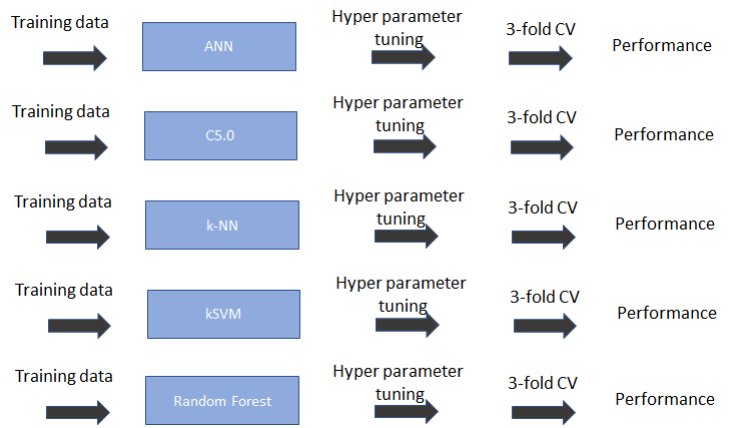 Training data
ANN
Hyper parameter
tuning
3-fold CV
Performance
Training data
C5.0
Hyper parameter
tuning
3-fold CV
Performance
Training data
k-NN
Hyper parameter
tuning
3-fold CV
Performance
Training data
kSVM
Hyper parameter
tuning
3-fold CV
Performance
Training data
Random Forest
Hyper parameter
tuning
3-fold CV
Performance